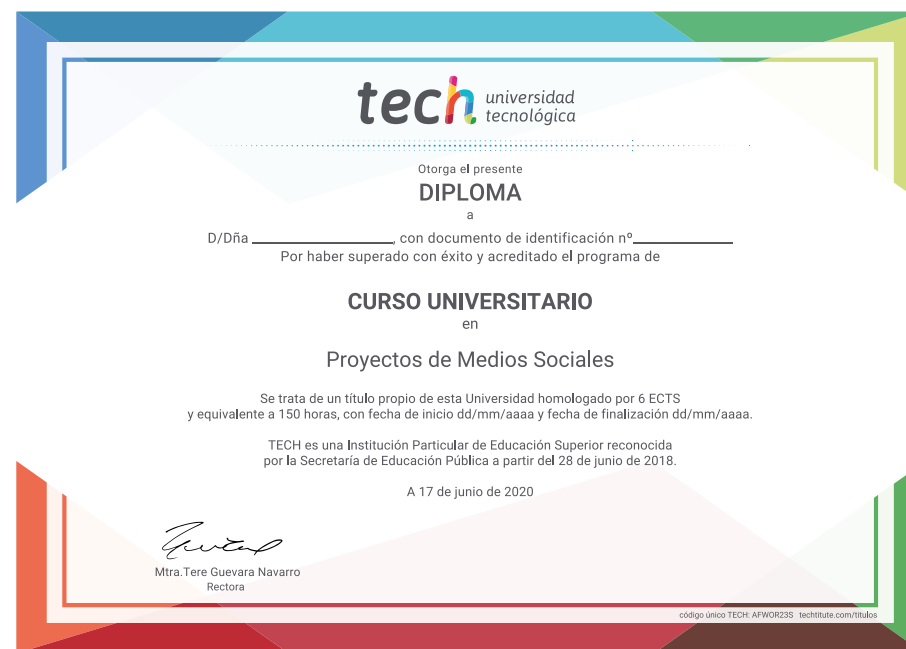 tech universidad
tecnológica
Otorga el presente
DIPLOMA
a
D/Dña ____________________, con documento de identificación nº______________
Por haber superado con éxito y acreditado el programa de
CURSO UNIVERSITARIO
en
Proyectos de Medios Sociales
Se trata de un título propio de esta Universidad homologado por 6 ECTS
y equivalente a 150 horas, con fecha de inicio dd/mm/aaaa y fecha de finalización dd/mm/aaaa.
TECH es una Institución Particular de Educación Superior reconocida
por la Secretaría de Educación Pública a partir del 28 de junio de 2018.
A 17 de junio de 2020
Mtra.Tere Guevara Navarro
Rectora
código único TECH: AFWOR23S techtitute.com/titulos